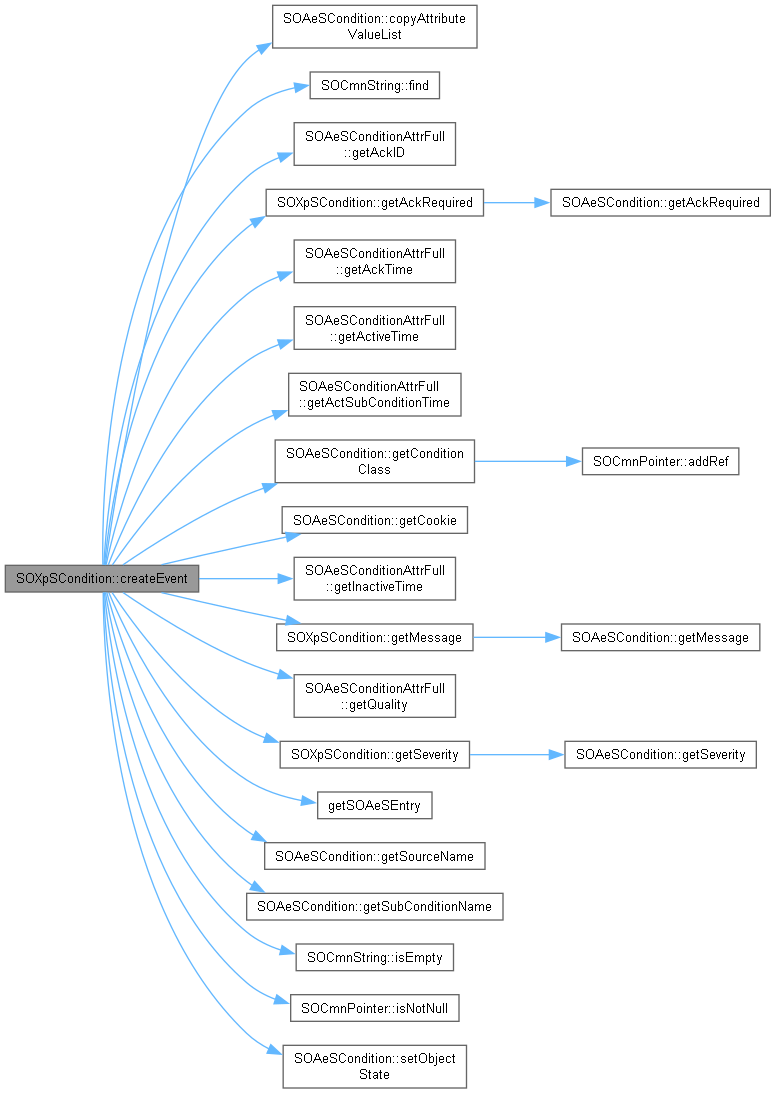 SOAeSCondition::copyAttribute
ValueList
SOCmnString::find
SOAeSConditionAttrFull
::getAckID
SOXpSCondition::getAckRequired
SOAeSCondition::getAckRequired
SOAeSConditionAttrFull
::getAckTime
SOAeSConditionAttrFull
::getActiveTime
SOAeSConditionAttrFull
::getActSubConditionTime
SOAeSCondition::getCondition
Class
SOCmnPointer::addRef
SOAeSCondition::getCookie
SOXpSCondition::createEvent
SOAeSConditionAttrFull
::getInactiveTime
SOXpSCondition::getMessage
SOAeSCondition::getMessage
SOAeSConditionAttrFull
::getQuality
SOXpSCondition::getSeverity
SOAeSCondition::getSeverity
getSOAeSEntry
SOAeSCondition::getSourceName
SOAeSCondition::getSubConditionName
SOCmnString::isEmpty
SOCmnPointer::isNotNull
SOAeSCondition::setObject
State